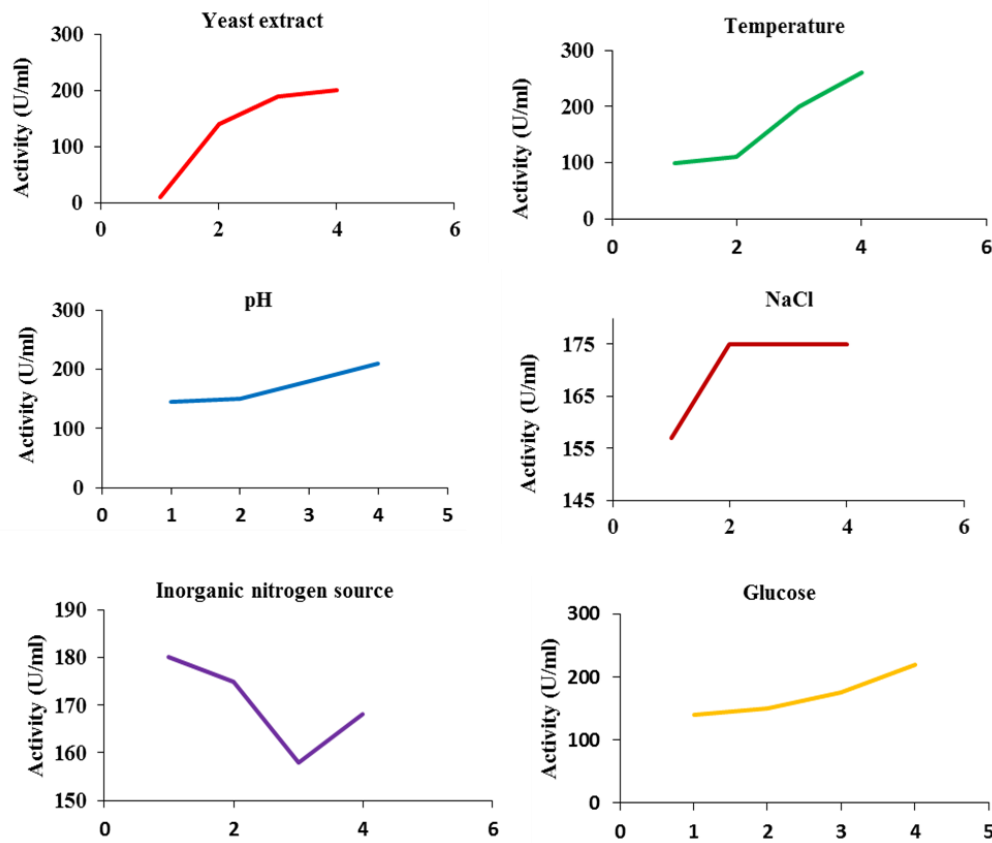 Yeast extract
Activity (U/ml)
300
200
100
0
0 2 4 6
Temperature
Activity (U/ml)
300
200
100
0
0 2 4 6
pH
Activity (U/ml)
300
200
100
0
0 1 2 3 4 5
NaCl
Activity (U/ml)
175
165
155
145
0 2 4 6
Inorganic nitrogen source
Activity (U/ml)
190
180
170
160
150
0 2 4 6
Glucose
Activity (U/ml)
300
200
100
0
0 1 2 3 4 5